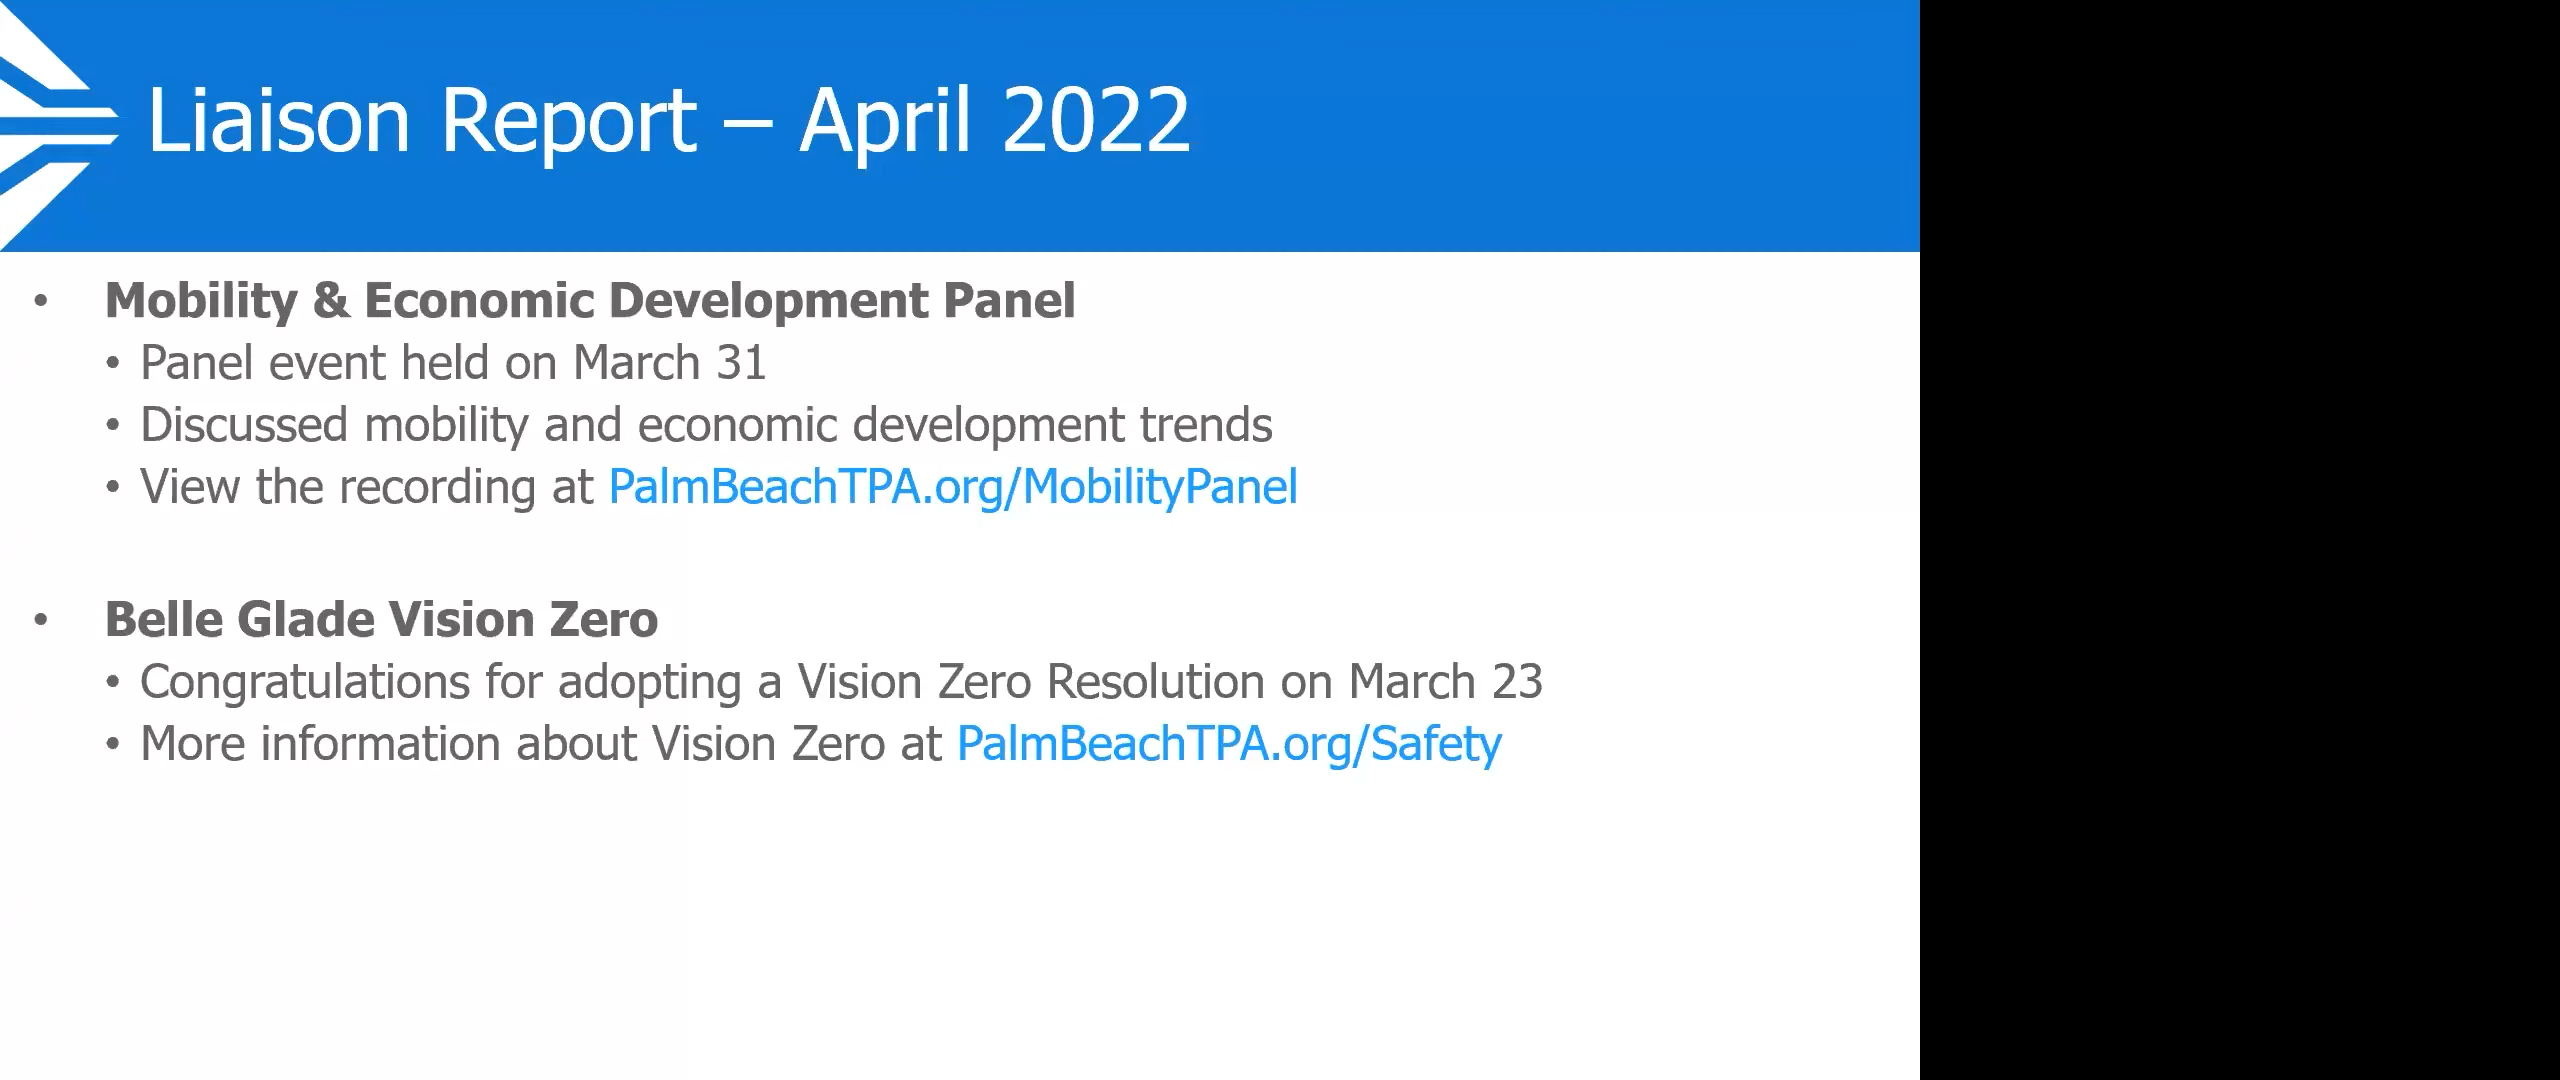 Liaison Report – April 2022
• Mobility & Economic Development Panel
• Panel event held on March 31
• Discussed mobility and economic development trends
• View the recording at PalmBeachTPA.org/MobilityPanel
• Belle Glade Vision Zero
• Congratulations for adopting a Vision Zero Resolution on March 23
• More information about Vision Zero at PalmBeachTPA.org/Safety